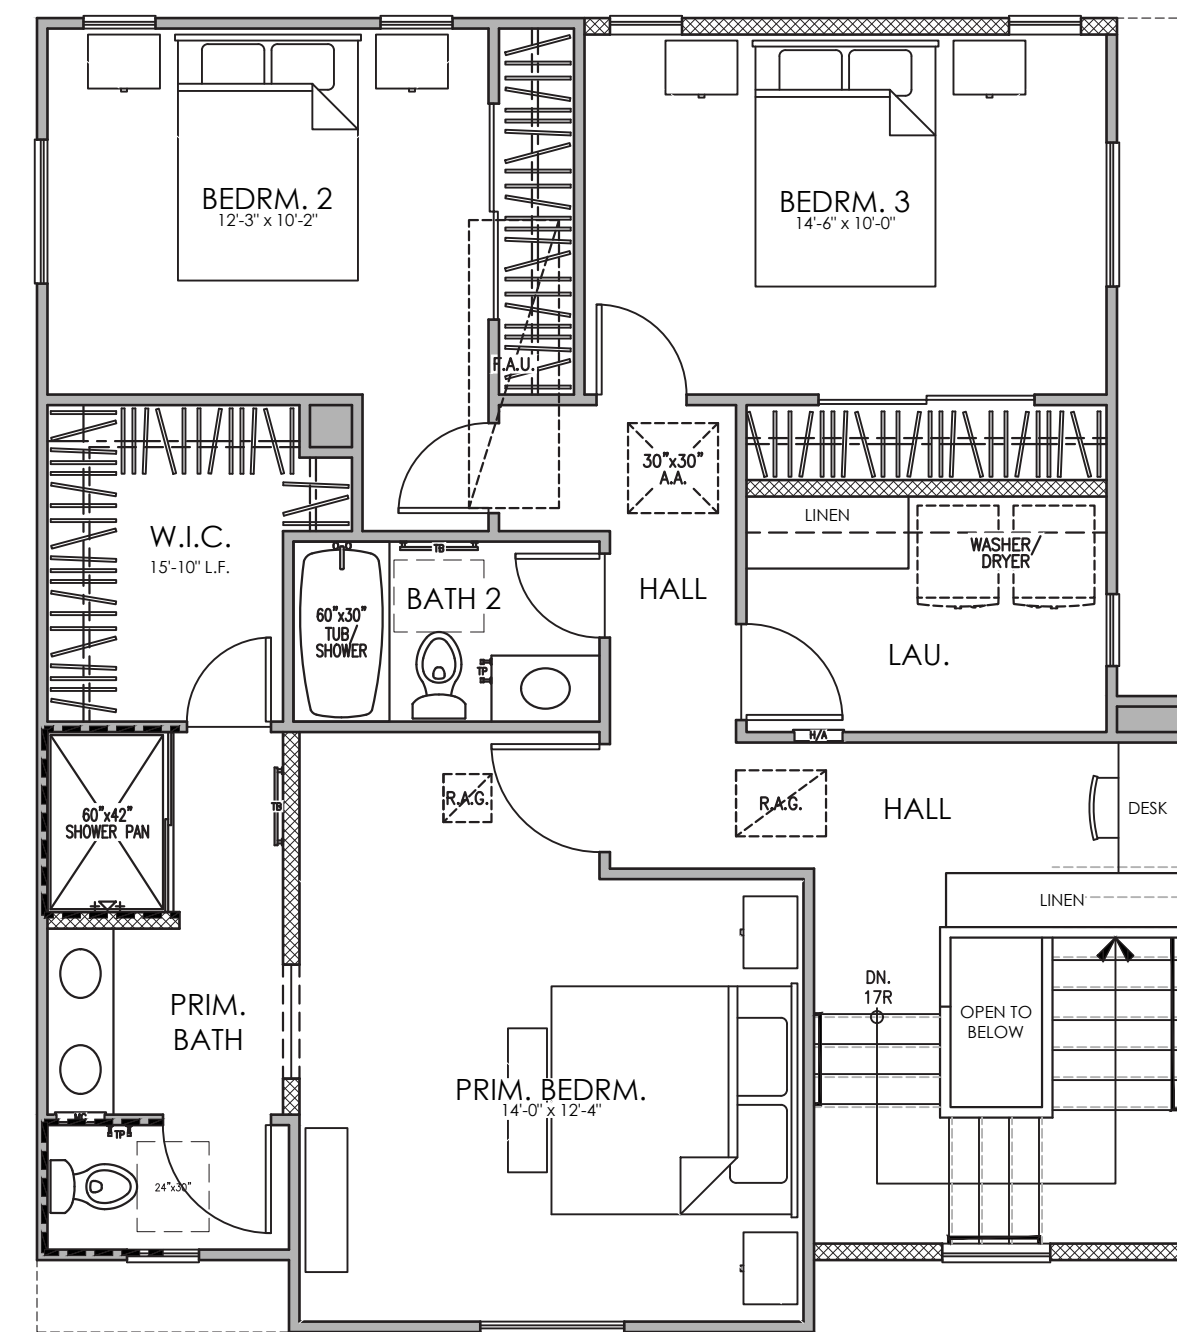 BEDRM. 2
12'-3" x 10'-2"
BEDRM. 3
14'-6" x 10'-0"
F.A.U.
30"x30"
A.A.
W.I.C.
15'-10" L.F.
LINEN
WASHER/
DRYER
TB
60"x30"
TUB/
SHOWER
BATH 2
TP
HALL
LAU.
H/A
60"x42"
SHOWER PAN
TB
R.A.G.
R.A.G.
HALL
DESK
LINEN
PRIM.
BATH
DN.
17R
OPEN TO
BELOW
PRIM. BEDRM.
14'-0" x 12'-4"
MC
TP
24"x30"